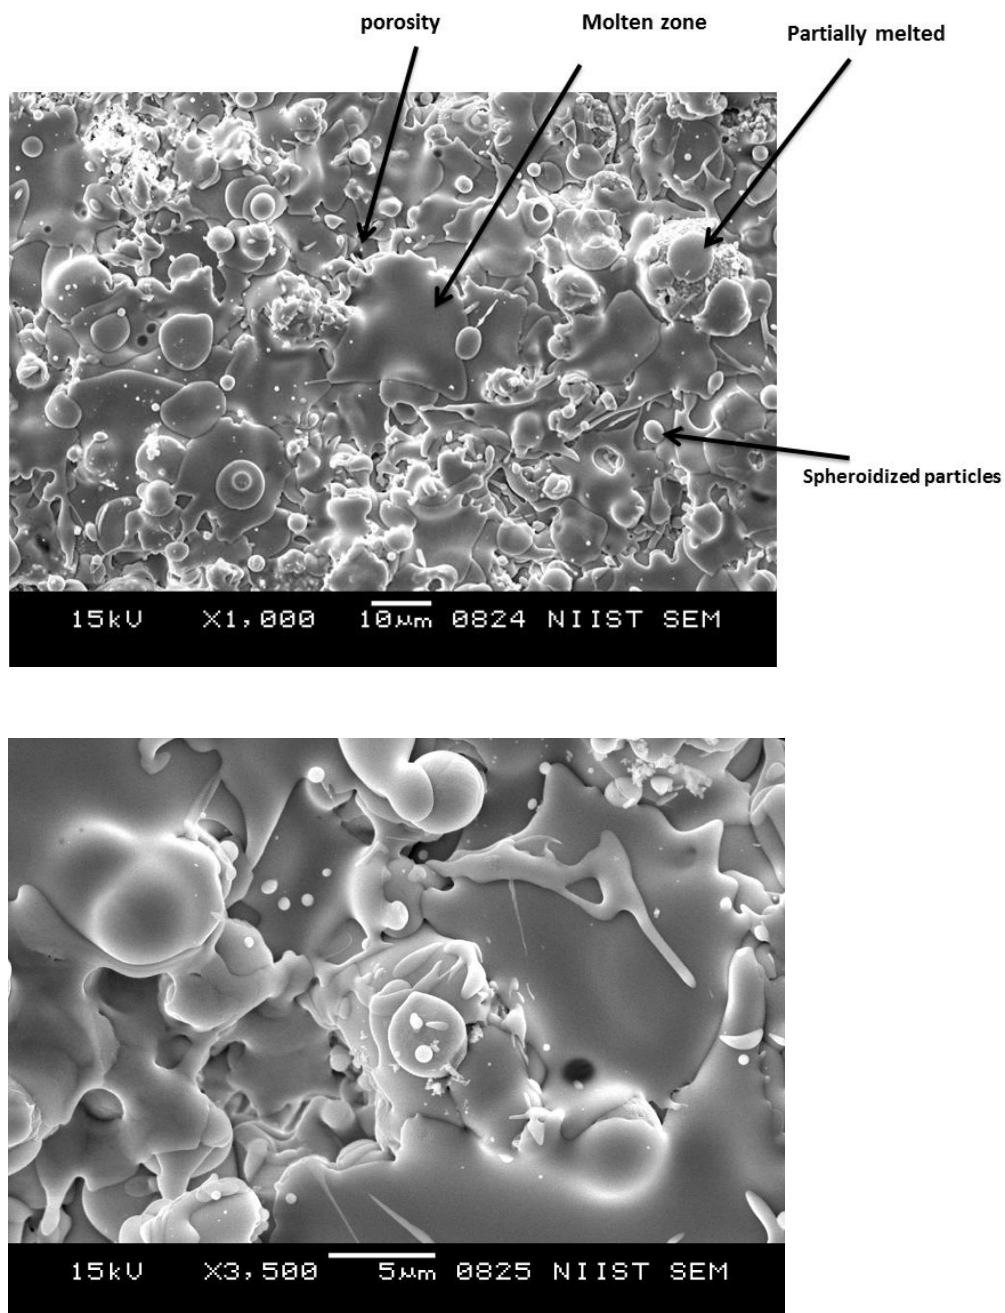 porosity
Molten zone
Partially melted
Spheroidized particles
15kV X1,000 10µm 0824 NIIST SEM
15kV X3,500 5µm 0825 NIIST SEM